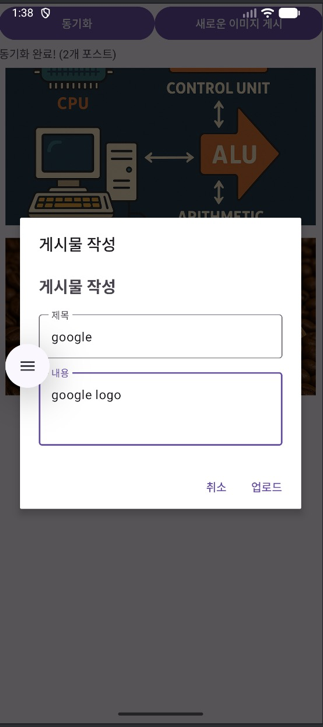 1:38
동기화
새로운 이미지 게시
동기화 완료! (2개 포스트)
CPU
CONTROL UNIT
ALU
ARITHMETIC
게시물 작성
게시물 작성
제목
google
내용
google logo
취소
업로드